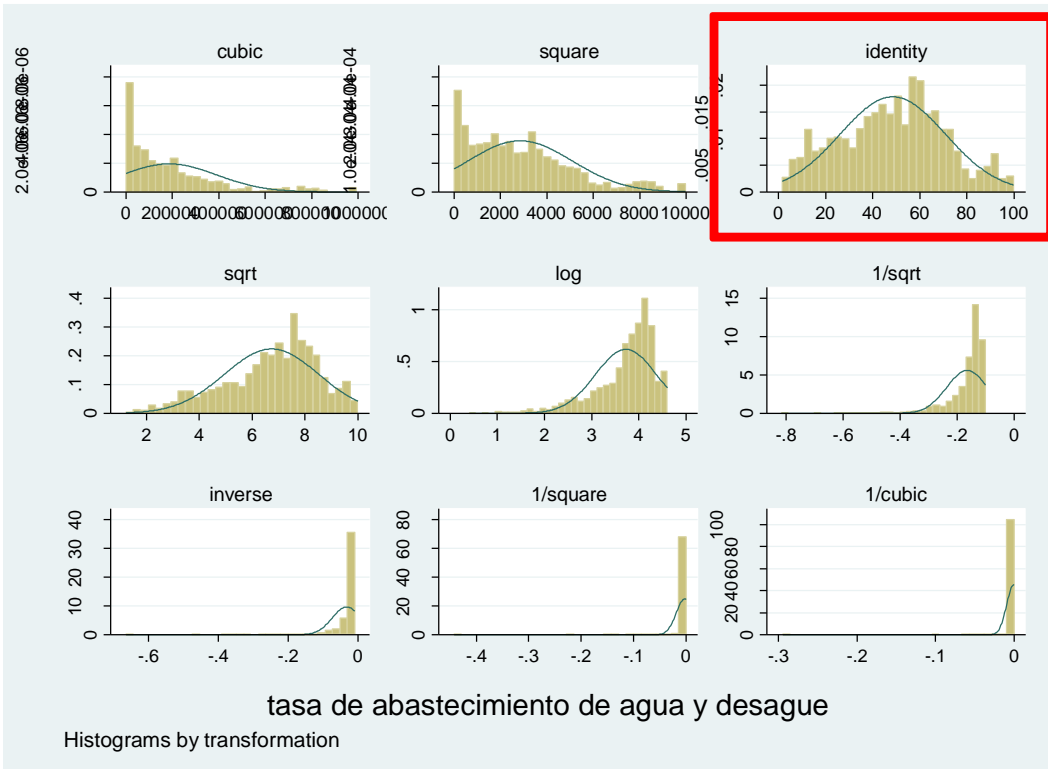 cubic
square
identity
0
0 200000 400000 600000 800000 1000000
0
0 2000 4000 6000 8000 10000
0 .005 .01 .015 .02
0 20 40 60 80 100
sqrt
log
1/sqrt
0 .1 .2 .3 .4
2 4 6 8 10
0 .5 1
0 1 2 3 4 5
0 5 10 15
-.8 -.6 -.4 -.2 0
inverse
1/square
1/cubic
0 10 20 30 40
-.6 -.4 -.2 0
0 20 40 60 80
-.4 -.3 -.2 -.1 0
0 20 40 60 80 100
-.3 -.2 -.1 0
tasa de abastecimiento de agua y desague
Histograms by transformation